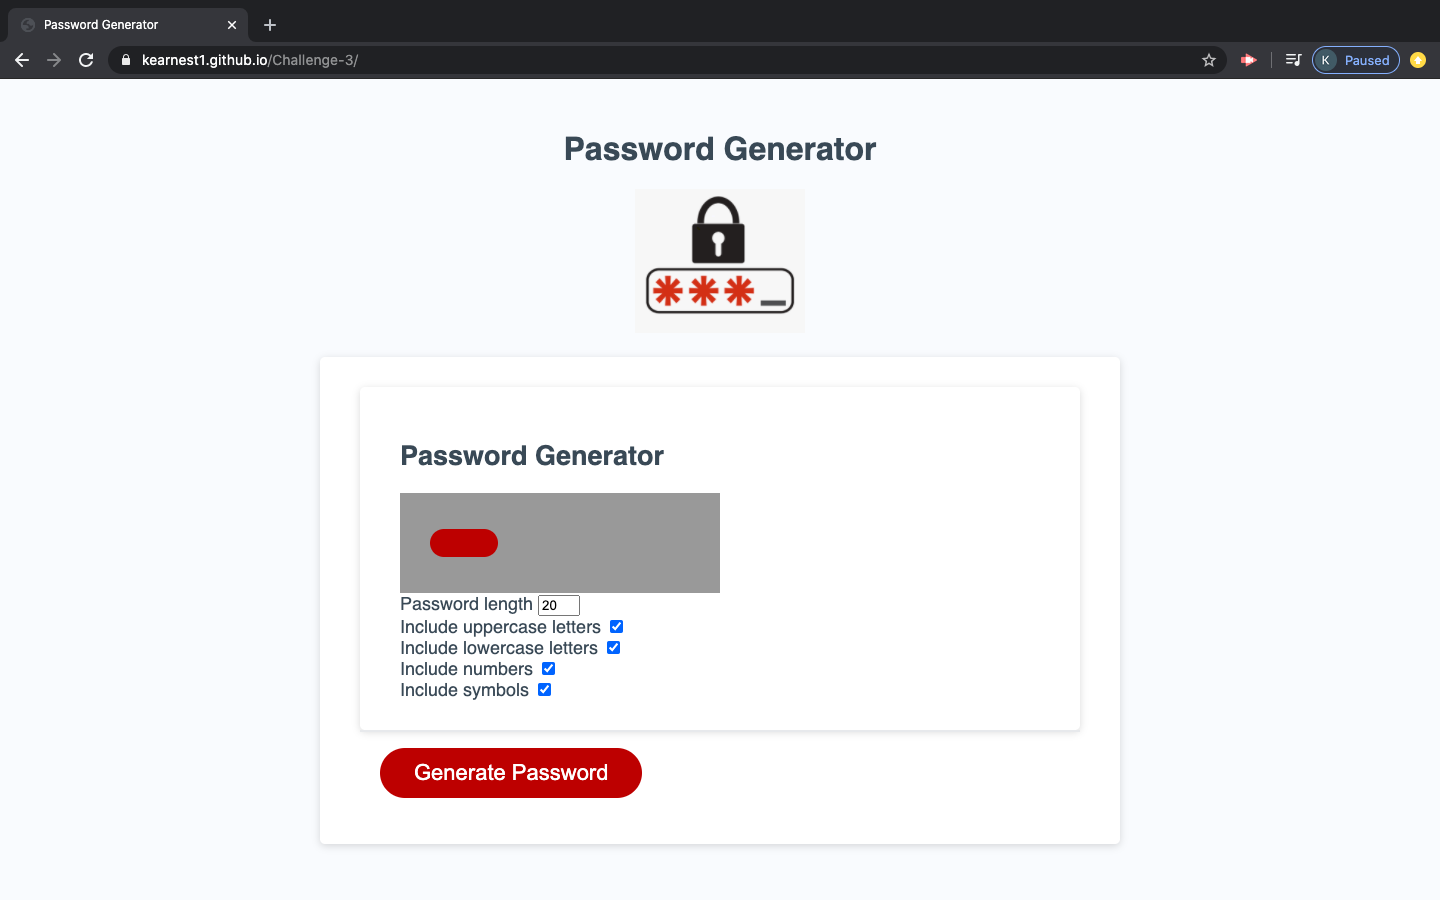 Password Generator
kearnest1.github.io/Challenge-3/
K Paused
Password Generator
Password Generator
Password length 20
Include uppercase letters
Include lowercase letters
Include numbers
Include symbols
Generate Password